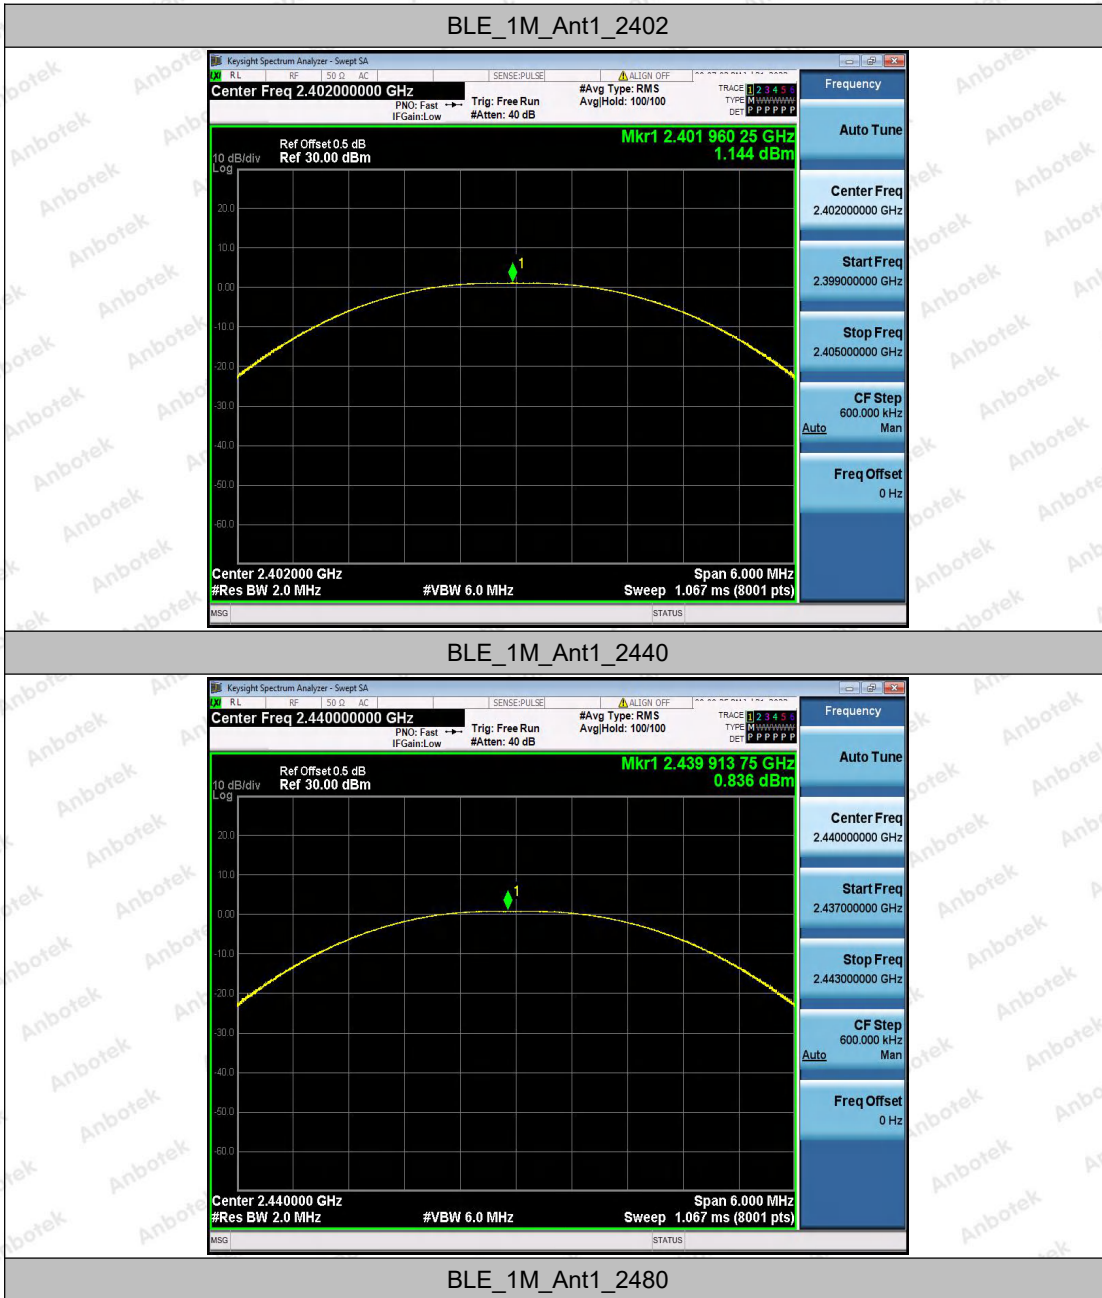 BLE_1M_Ant1_2402
Keysight Spectrum Analyzer - Swept SA
RL RF 50 Ω AC SENSE:PULSE ALIGN OFF
Center Freq 2.402000000 GHz
PNO: Fast
IFGain:Low
Trig: Free Run
#Atten: 40 dB
#Avg Type: RMS
Avg|Hold: 100/100
TRACE 1 2 3 4 5 6
TYPE M
DET P P P P P P
Mkr1 2.401 960 25 GHz
1.144 dBm
Ref Offset 0.5 dB
10 dB/div Ref 30.00 dBm
Log
20.0
10.0
0.00
-10.0
-20.0
-30.0
-40.0
-50.0
-60.0
1
Center 2.402000 GHz Span 6.000 MHz
#Res BW 2.0 MHz #VBW 6.0 MHz Sweep 1.067 ms (8001 pts)
MSG STATUS
Frequency
Auto Tune
Center Freq
2.402000000 GHz
Start Freq
2.399000000 GHz
Stop Freq
2.405000000 GHz
CF Step
600.000 kHz
Auto Man
Freq Offset
0 Hz
BLE_1M_Ant1_2440
Keysight Spectrum Analyzer - Swept SA
RL RF 50 Ω AC SENSE:PULSE ALIGN OFF
Center Freq 2.440000000 GHz
PNO: Fast
IFGain:Low
Trig: Free Run
#Atten: 40 dB
#Avg Type: RMS
Avg|Hold: 100/100
TRACE 1 2 3 4 5 6
TYPE M
DET P P P P P P
Mkr1 2.439 913 75 GHz
0.836 dBm
Ref Offset 0.5 dB
10 dB/div Ref 30.00 dBm
Log
20.0
10.0
0.00
-10.0
-20.0
-30.0
-40.0
-50.0
-60.0
1
Center 2.440000 GHz Span 6.000 MHz
#Res BW 2.0 MHz #VBW 6.0 MHz Sweep 1.067 ms (8001 pts)
MSG STATUS
Frequency
Auto Tune
Center Freq
2.440000000 GHz
Start Freq
2.437000000 GHz
Stop Freq
2.443000000 GHz
CF Step
600.000 kHz
Auto Man
Freq Offset
0 Hz
BLE_1M_Ant1_2480